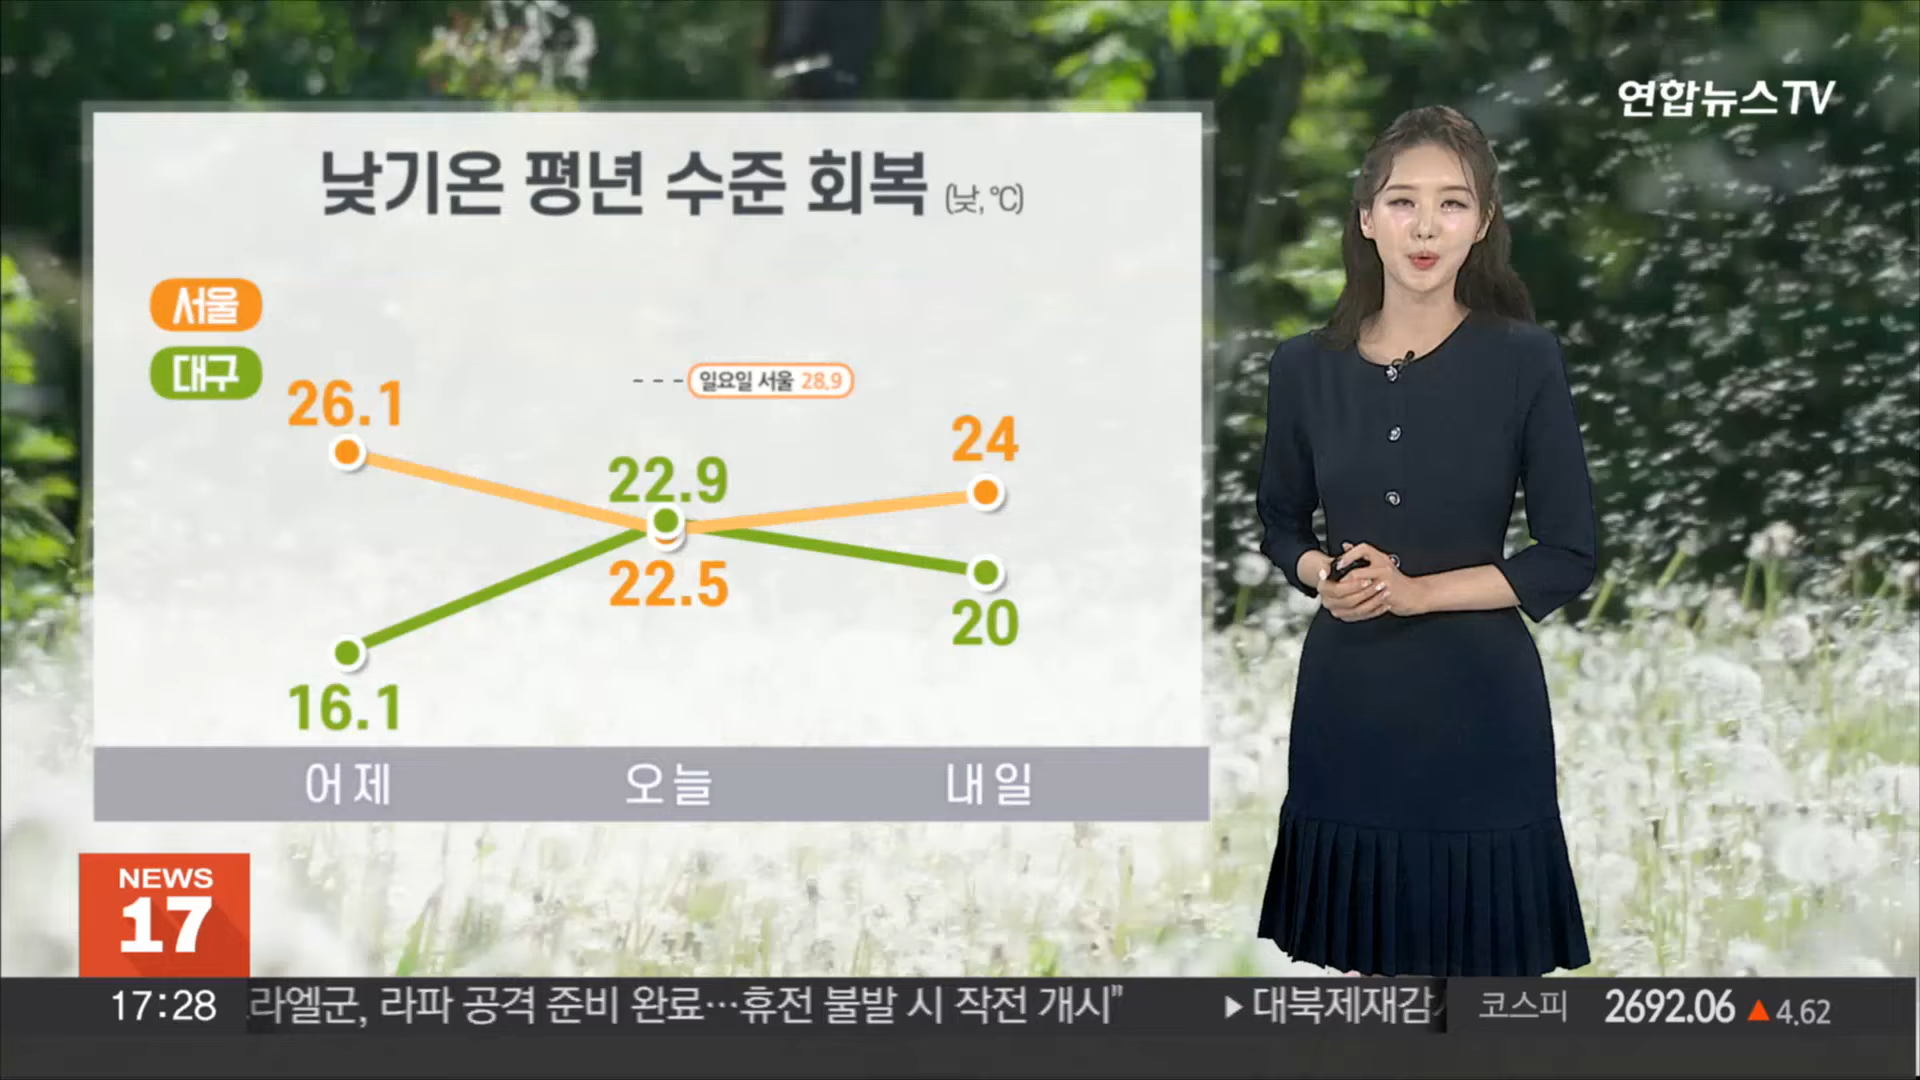 연합뉴스TV
낮기온 평년 수준 회복 (낮, ℃)
서울
대구
일요일 서울 28.9
26.1
22.9
24
22.5
20
16.1
어제 오늘 내일
NEWS
17
17:28
라엘군, 라파 공격 준비 완료…휴전 불발 시 작전 개시”
▶대북제재감
코스피 2692.06 ▲4.62